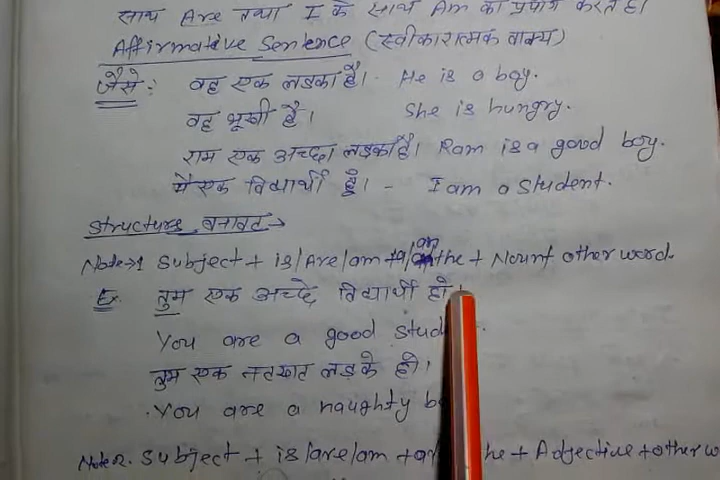 साथ Are तथा I के साथ Am का प्रयोग करते है।
Affirmative Sentence (स्वीकारात्मक वाक्य)
जैसे: वह एक लडका है। He is a boy.
वह भूखी है। She is hungry.
राम एक अच्छा लडका है। Ram is a good boy.
मै एक विद्यार्थी हूँ। - I am a student.
Structure बनावट →
Note→1 Subject + is/Are/am + a/an/the + Noun + other word.
Ex. तुम एक अच्छे विद्यार्थी हो।
You are a good stud
तुम एक नटखट लड़के हो।
You are a naughty b
Note 2. Subject + is/are/am + a he + Adjective + other w